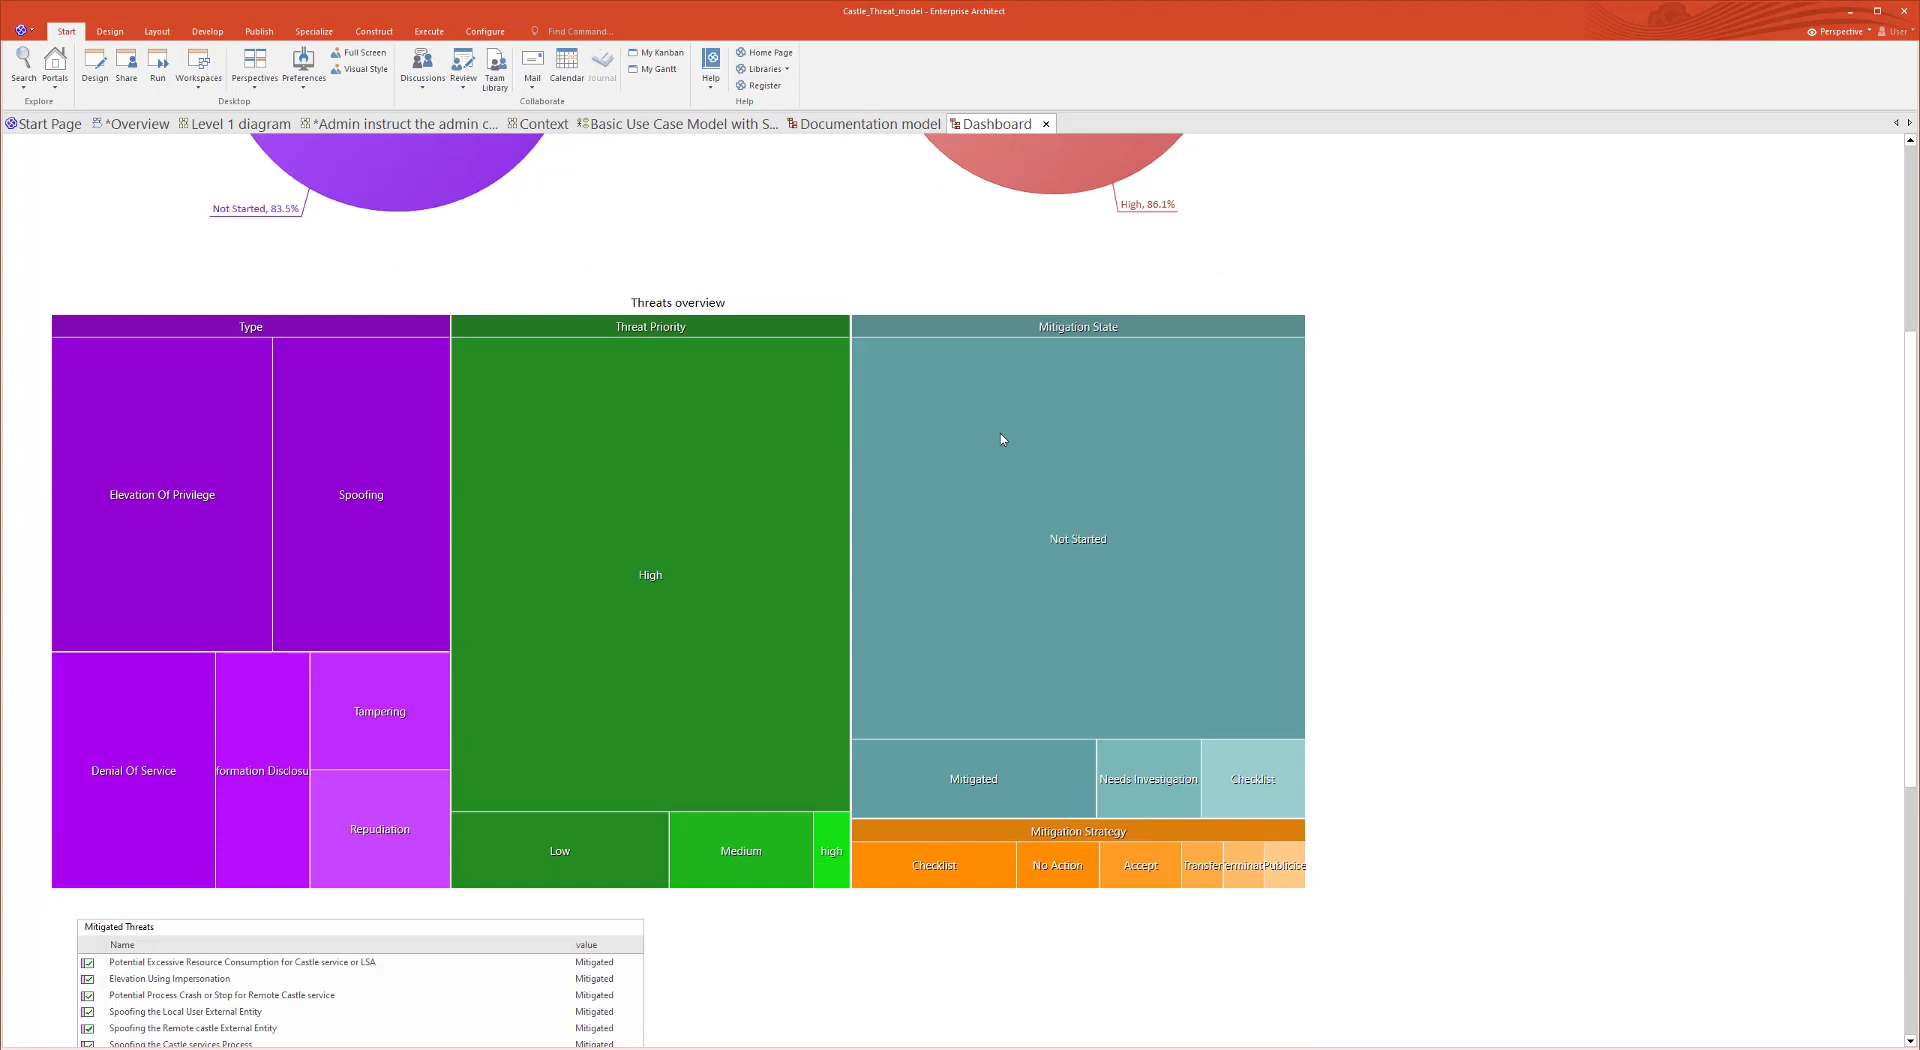 Castle_Threat_model - Enterprise Architect
Start Design Layout Develop Publish Specialize Construct Execute Configure Find Command... Perspective User
Search Portals Design Share Run Workspaces Perspectives Preferences Full Screen Visual Style Discussions Review Team Library Mail Calendar Journal My Kanban My Gantt Help Home Page Libraries Register
Explore Desktop Collaborate Help
Start Page *Overview Level 1 diagram *Admin instruct the admin c... Context Basic Use Case Model with S... Documentation model Dashboard
Not Started, 83.5%
High, 86.1%
Threats overview
Type Threat Priority Mitigation State
Elevation Of Privilege
Spoofing
High
Not Started
Tampering
Denial Of Service
formation Disclosu
Repudiation
Mitigated
Needs Investigation
Checklist
Low
Medium
high
Mitigation Strategy
Checklist
No Action
Accept
Transfer
erminat
Publicise
Mitigated Threats
Name value
Potential Excessive Resource Consumption for Castle service or LSA Mitigated
Elevation Using Impersonation Mitigated
Potential Process Crash or Stop for Remote Castle service Mitigated
Spoofing the Local User External Entity Mitigated
Spoofing the Remote castle External Entity Mitigated
Spoofing the Castle services Process Mitigated